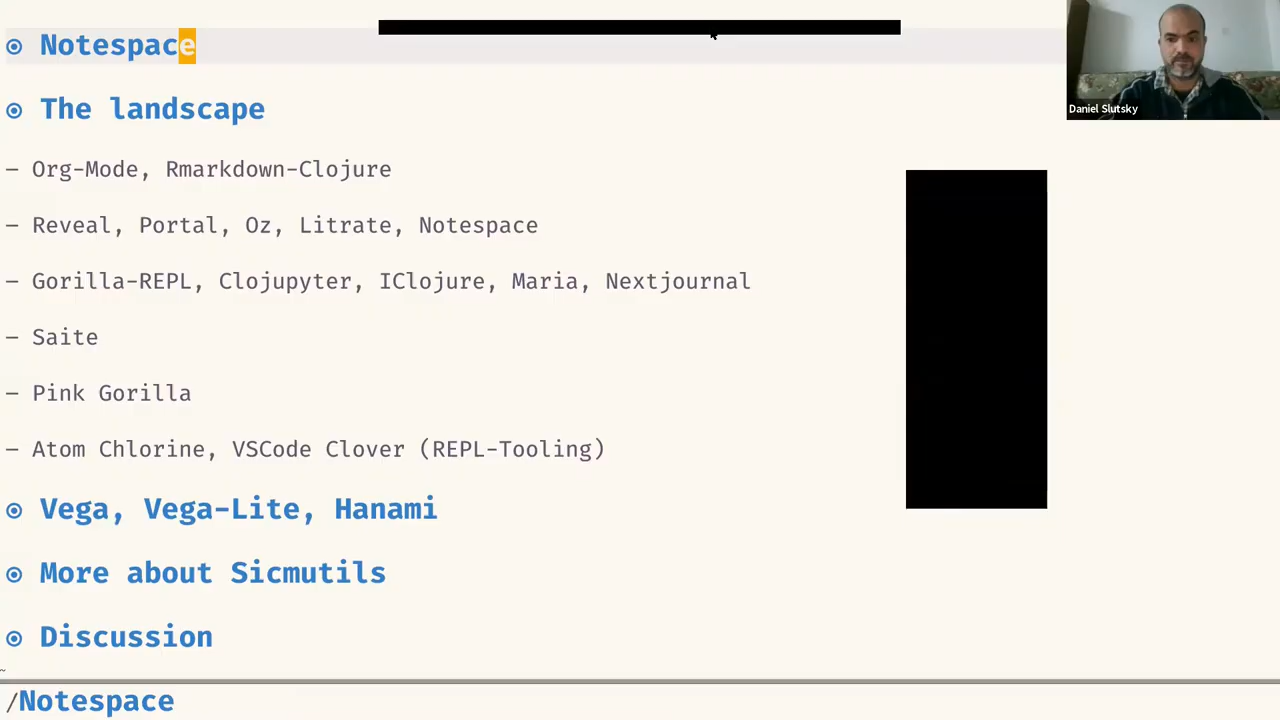 Notespace
Daniel Slutsky
The landscape
– Org-Mode, Rmarkdown-Clojure
– Reveal, Portal, Oz, Litrate, Notespace
– Gorilla-REPL, Clojupyter, IClojure, Maria, Nextjournal
– Saite
– Pink Gorilla
– Atom Chlorine, VSCode Clover (REPL-Tooling)
Vega, Vega-Lite, Hanami
More about Sicmutils
Discussion
~
/Notespace